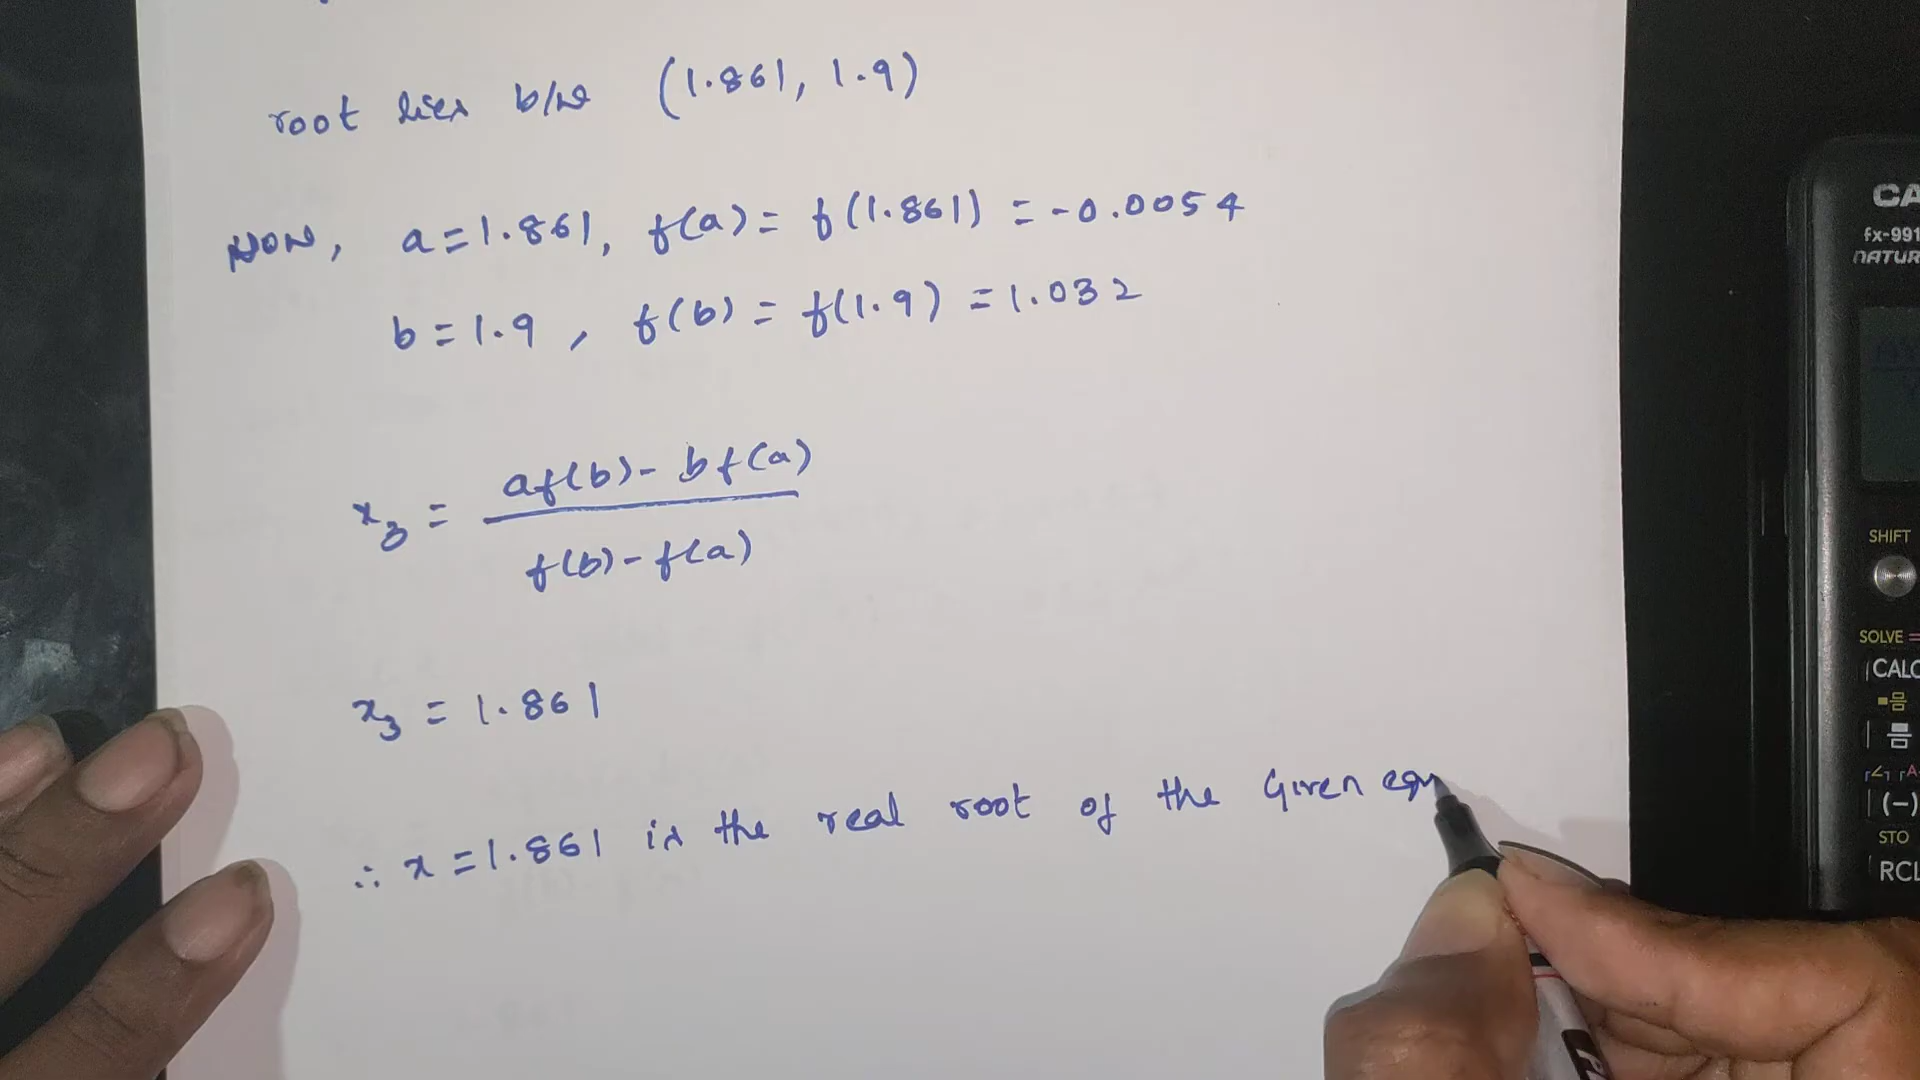 root lies b/w (1.861, 1.9)
Now, a = 1.861, f(a) = f(1.861) = -0.0054
b = 1.9, f(b) = f(1.9) = 1.032
x₃ = af(b) - bf(a)
f(b) - f(a)
x₃ = 1.861
∴ x = 1.861 is the real root of the Given eqn
CA
fx-991
NATUR
SHIFT
SOLVE =
CALC
(−)
STO
RCL